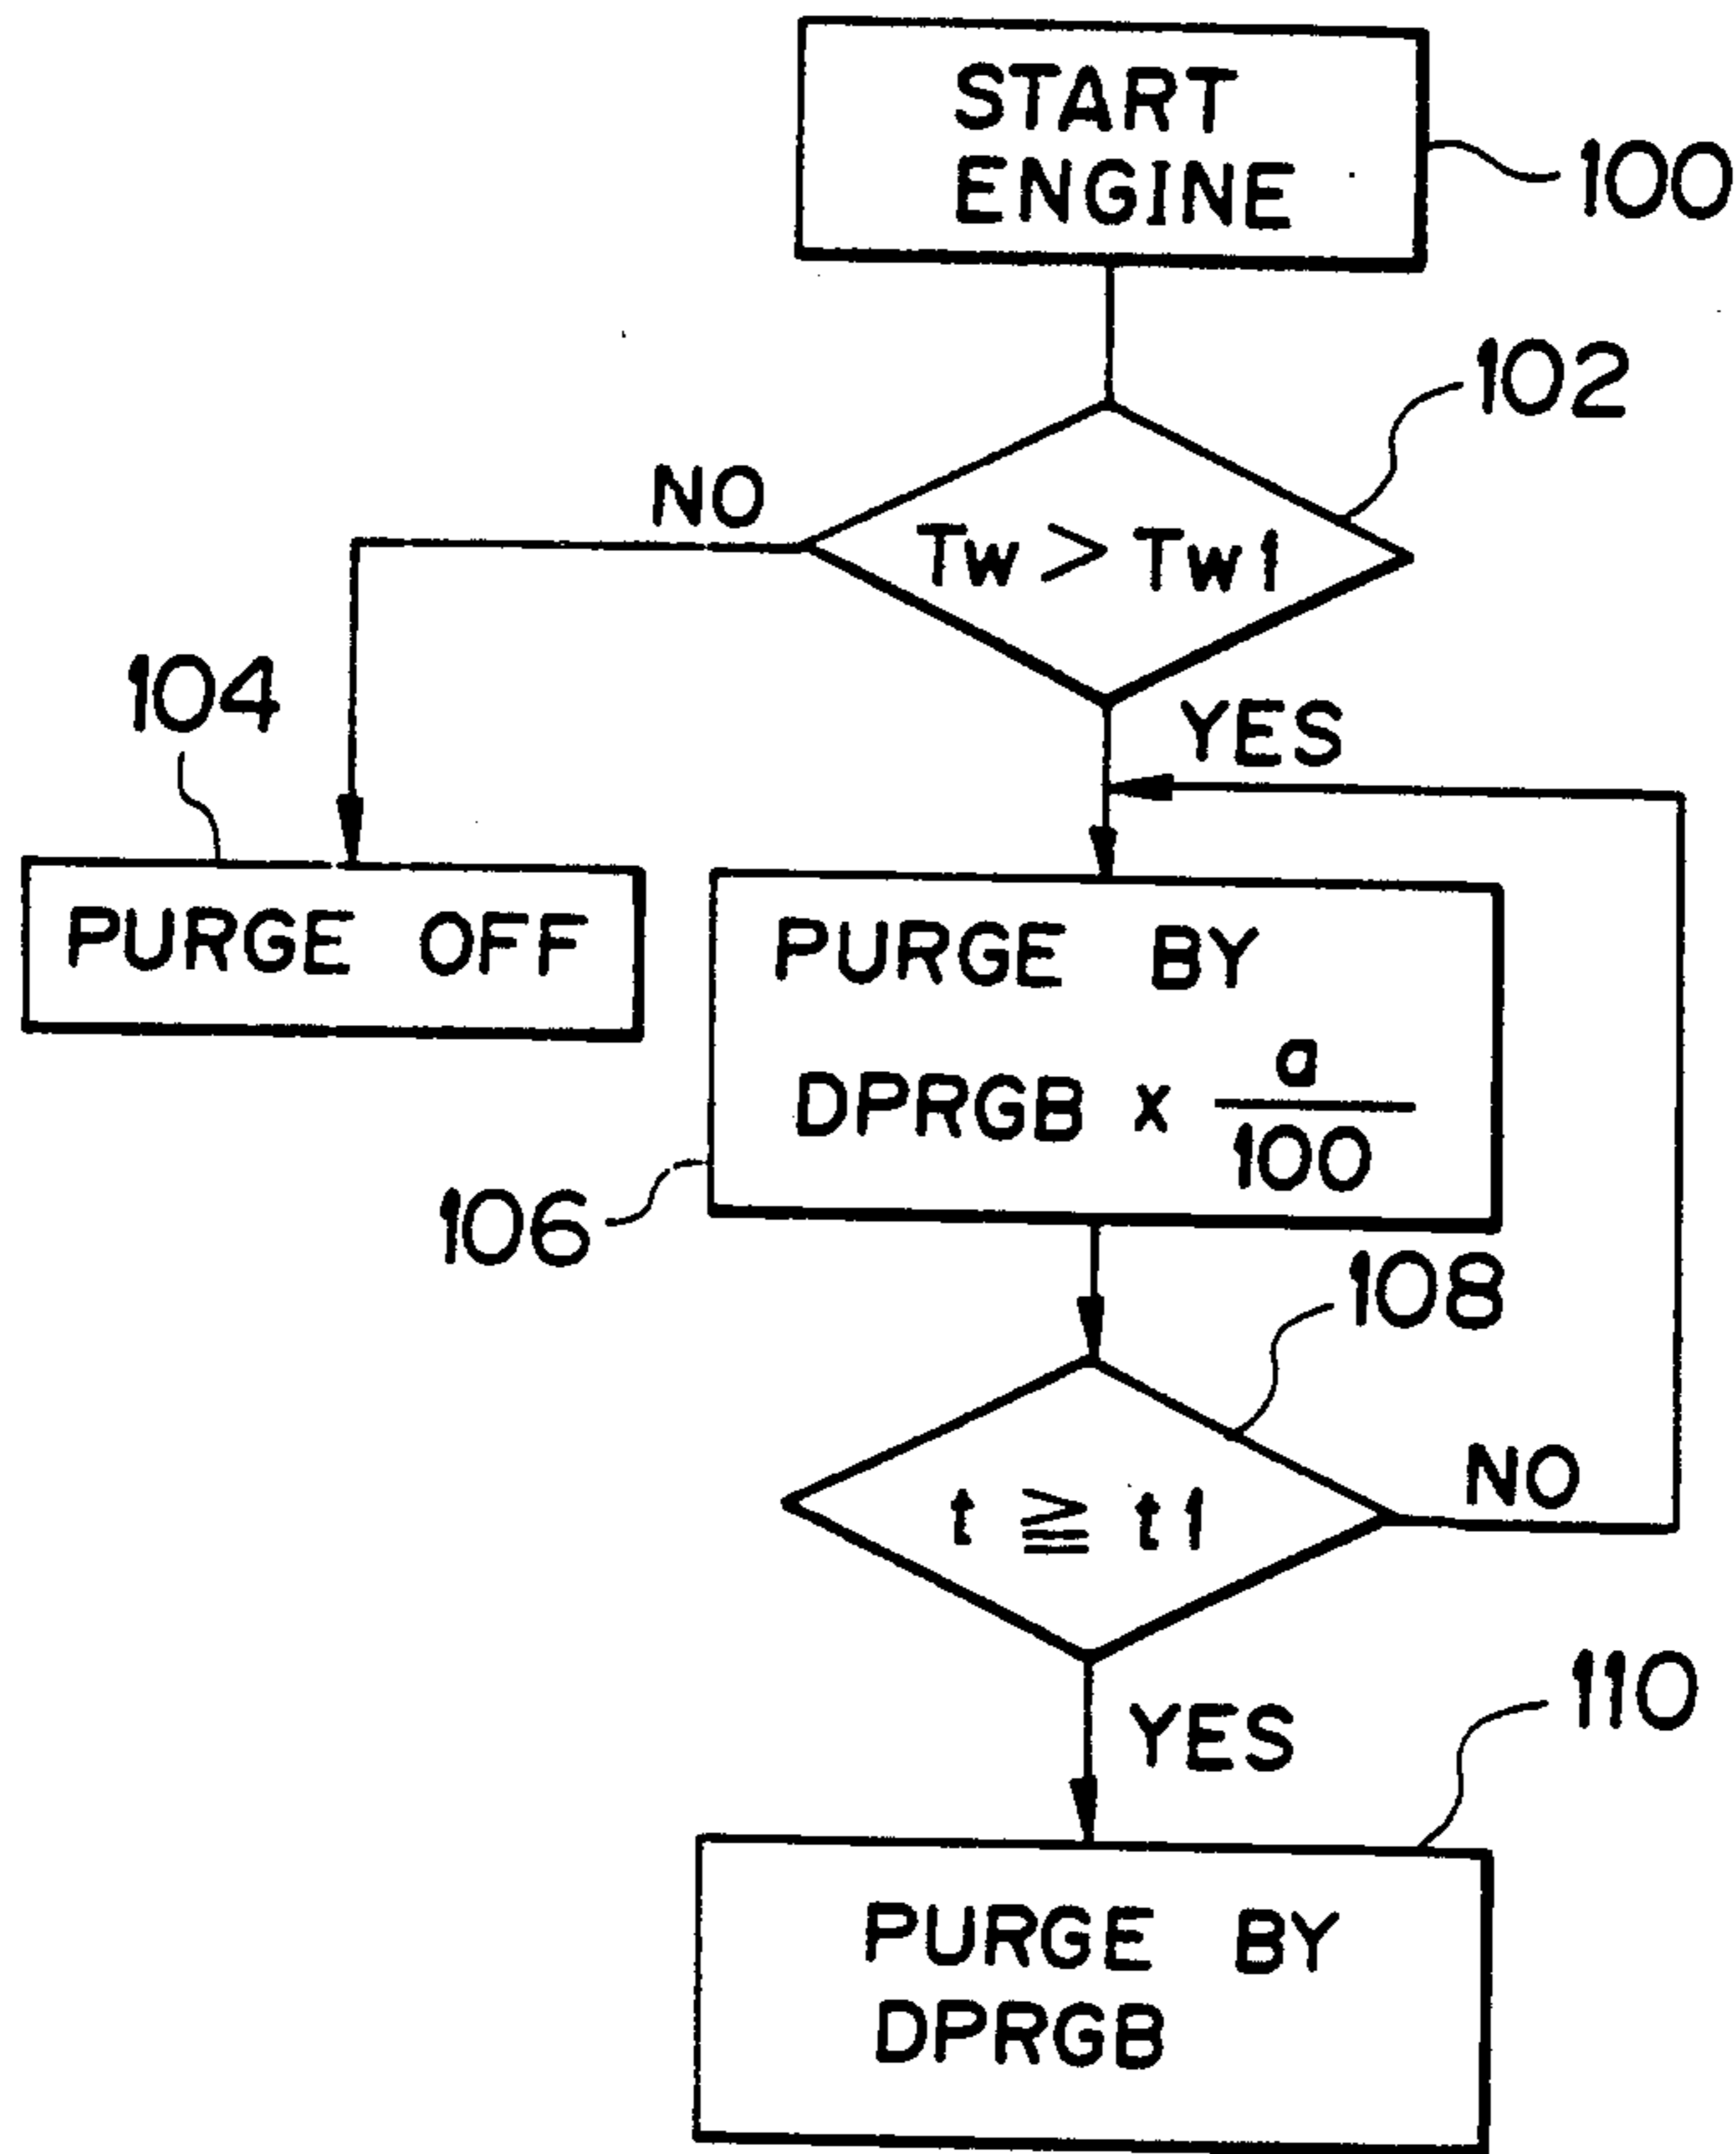 START
ENGINE
100
102
NO
Tw > Tw1
YES
104
PURGE OFF
PURGE BY
DPRGB x a/100
106
108
t ≧ t1
NO
YES
110
PURGE BY
DPRGB